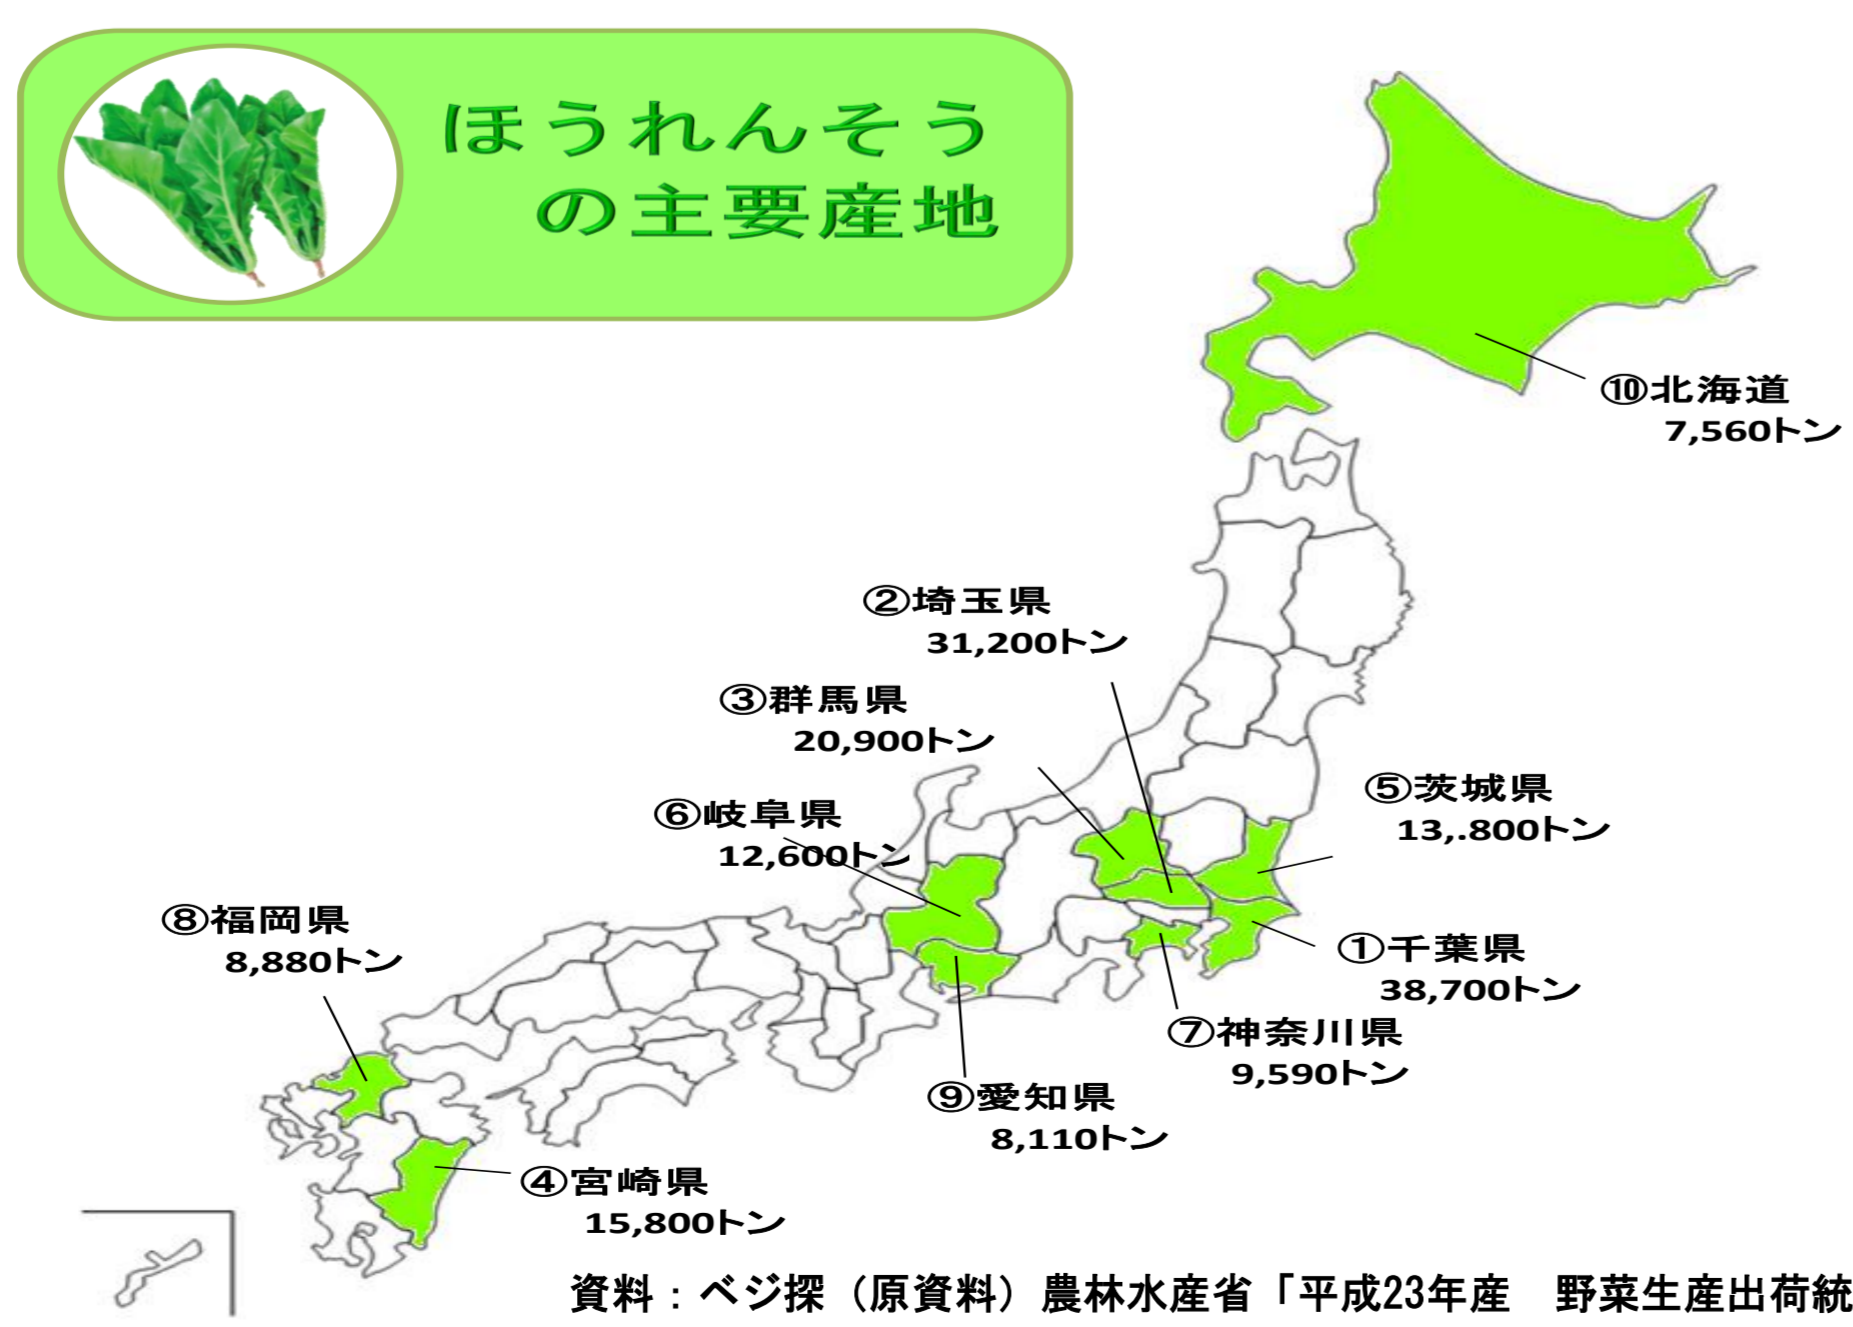 ほうれんそう
の主要産地
⑩北海道
7,560トン
②埼玉県
31,200トン
③群馬県
20,900トン
⑤茨城県
13,.800トン
⑥岐阜県
12,600トン
⑧福岡県
8,880トン
①千葉県
38,700トン
⑦神奈川県
9,590トン
⑨愛知県
8,110トン
④宮崎県
15,800トン
資料：ベジ探（原資料）農林水産省「平成23年産　野菜生産出荷統